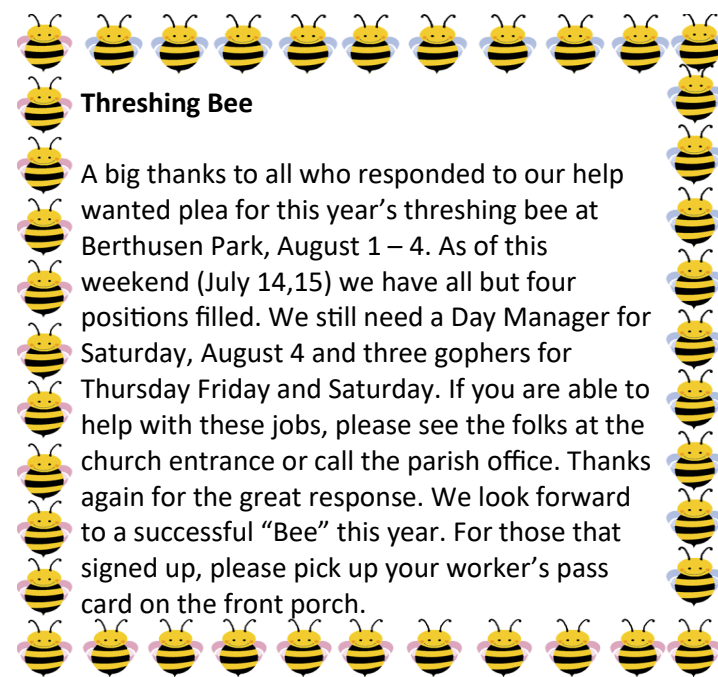 Threshing Bee
A big thanks to all who responded to our help
wanted plea for this year’s threshing bee at
Berthusen Park, August 1 – 4. As of this
weekend (July 14,15) we have all but four
positions filled. We still need a Day Manager for
Saturday, August 4 and three gophers for
Thursday Friday and Saturday. If you are able to
help with these jobs, please see the folks at the
church entrance or call the parish office. Thanks
again for the great response. We look forward
to a successful “Bee” this year. For those that
signed up, please pick up your worker’s pass
card on the front porch.